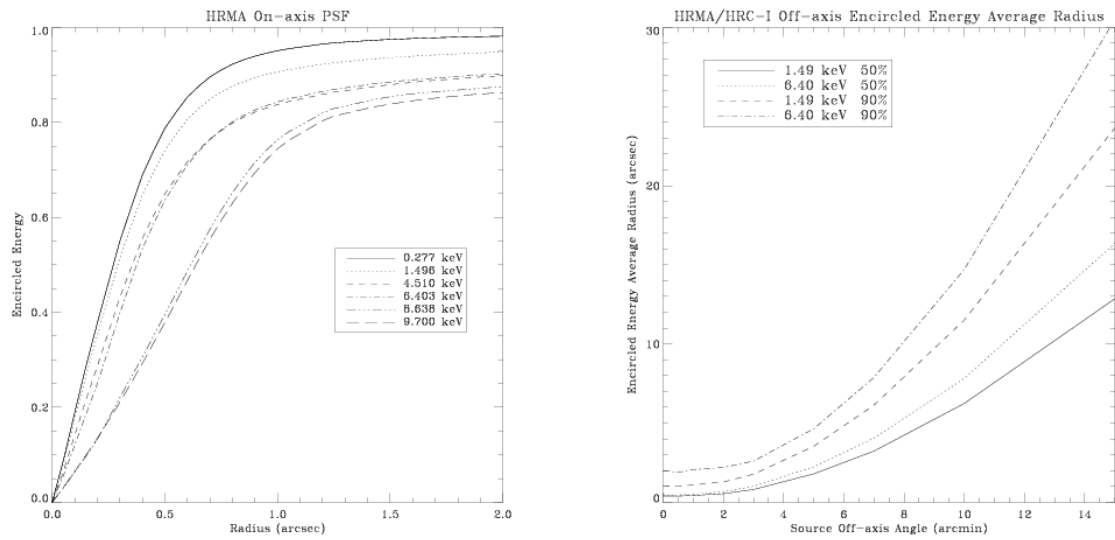 HRMA On-axis PSF
1.0
0.8
0.6
0.4
0.2
0.0
Encircled Energy
0.277 keV
1.496 keV
4.510 keV
6.403 keV
8.638 keV
9.700 keV
0.0 0.5 1.0 1.5 2.0
Radius (arcsec)
HRMA/HRC-I Off-axis Encircled Energy Average Radius
30
20
10
0
Encircled Energy Average Radius (arcsec)
1.49 keV 50%
6.40 keV 50%
1.49 keV 90%
6.40 keV 90%
0 2 4 6 8 10 12 14
Source Off-axis Angle (arcmin)